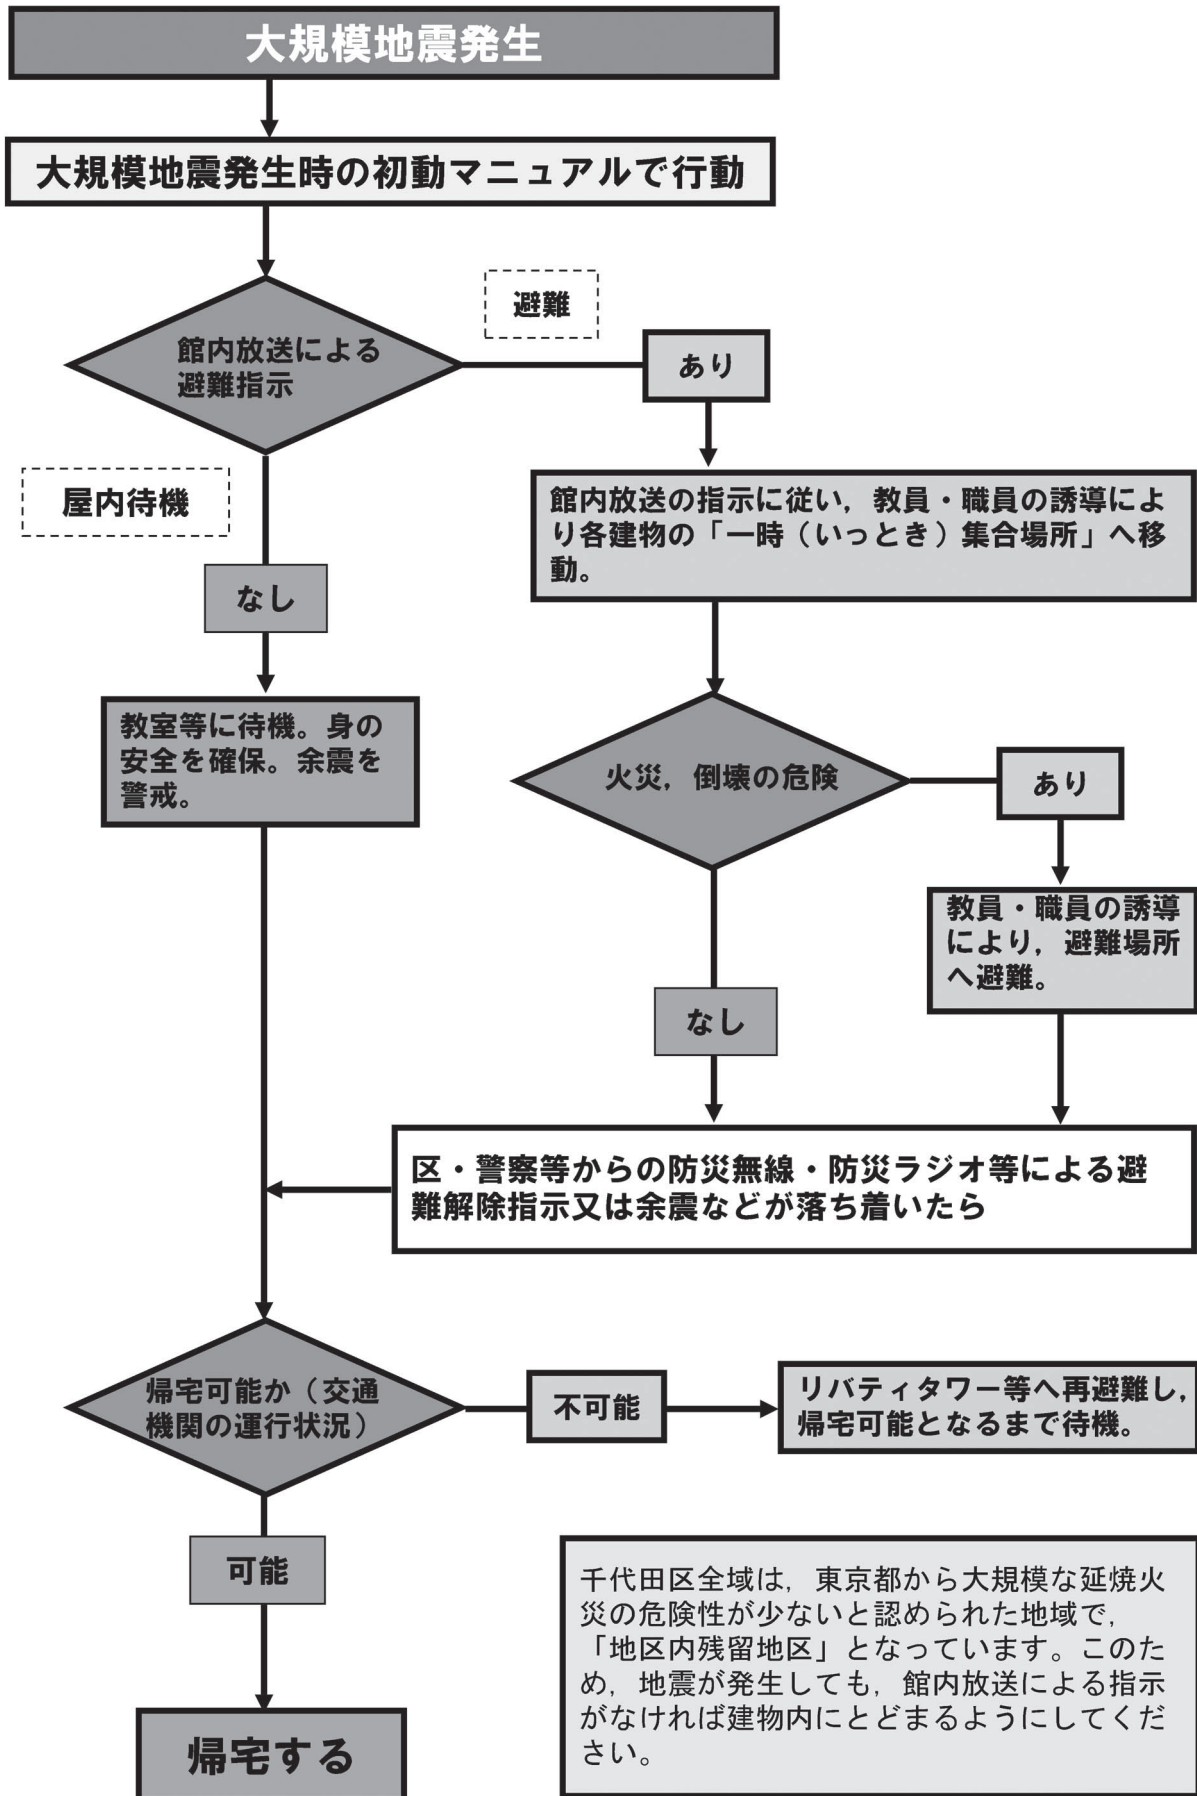 大規模地震発生
大規模地震発生時の初動マニュアルで行動
避難
館内放送による
避難指示
あり
屋内待機
館内放送の指示に従い，教員・職員の誘導によ
り各建物の「一時（いっとき）集合場所」へ移
動。
なし
教室等に待機。身の
安全を確保。余震を
警戒。
火災，倒壊の危険
あり
教員・職員の誘導
により，避難場所
へ避難。
なし
区・警察等からの防災無線・防災ラジオ等による避
難解除指示又は余震などが落ち着いたら
帰宅可能か（交通
機関の運行状況）
不可能
リバティタワー等へ再避難し，
帰宅可能となるまで待機。
可能
千代田区全域は，東京都から大規模な延焼火
災の危険性が少ないと認められた地域で，
「地区内残留地区」となっています。このた
め，地震が発生しても，館内放送による指示
がなければ建物内にとどまるようにしてくだ
さい。
帰宅する